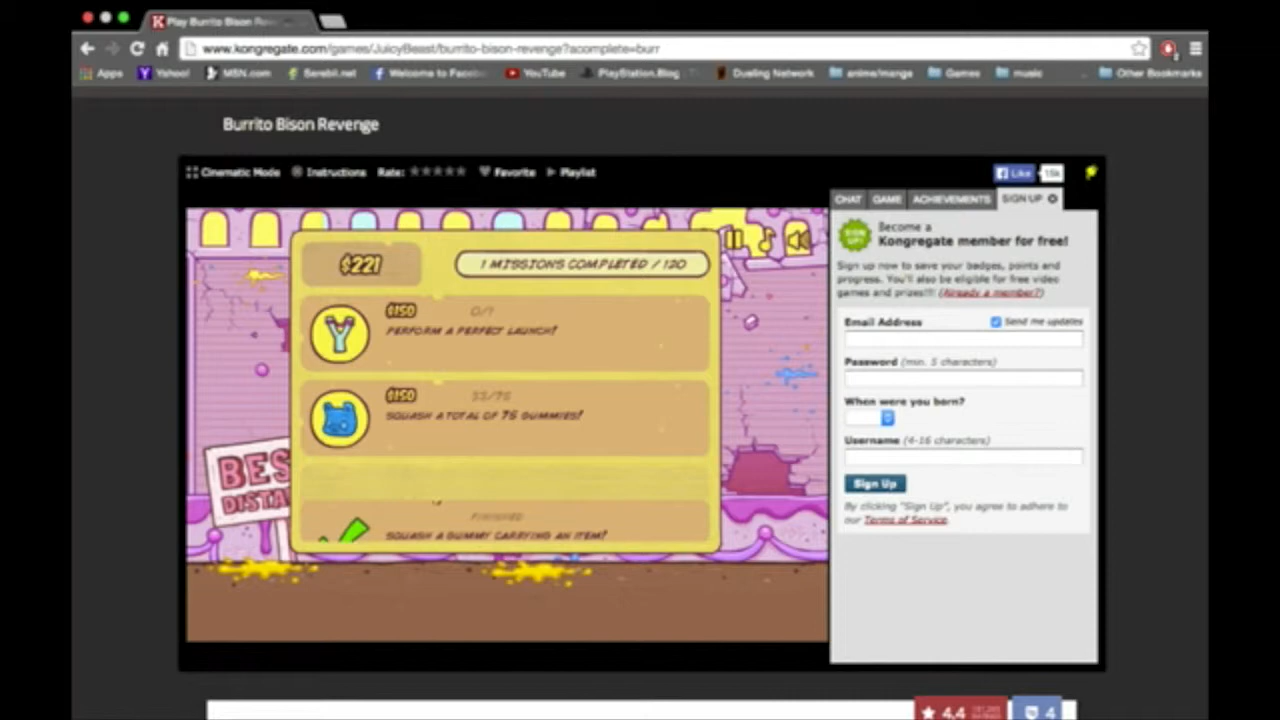 Play Burrito Bison Rev
www.kongregate.com/games/JuicyBeast/burrito-bison-revenge?acomplete=burr
Apps Yahoo! MSN.com Serebii.net Welcome to Faceb YouTube PlayStation.Blog Dueling Network anime/manga Games music Other Bookmarks
Burrito Bison Revenge
Cinematic Mode Instructions Rate: Favorite Playlist Like 15k
CHAT GAME ACHIEVEMENTS SIGN UP
SIGN UP!
Become a
Kongregate member for free!
Sign up now to save your badges, points and
progress. You'll also be eligible for free video
games and prizes!!! (Already a member?)
Email Address Send me updates
Password (min. 5 characters)
When were you born?
Username (4-16 characters)
Sign Up
By clicking "Sign Up", you agree to adhere to
our Terms of Service.
$221 1 MISSIONS COMPLETED / 120
$150 0/1
PERFORM A PERFECT LAUNCH!
$150
SQUASH A TOTAL OF 75 GUMMIES!
FINISHED
SQUASH A GUMMY CARRYING AN ITEM!
BES
DISTA
4.4
4